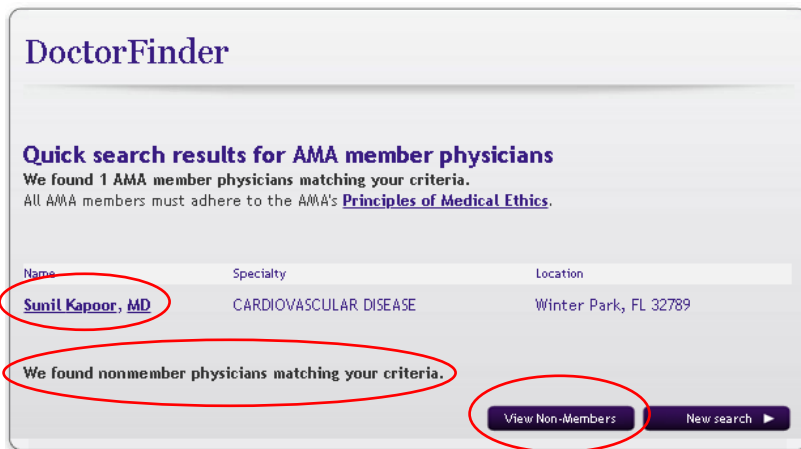 DoctorFinder
Quick search results for AMA member physicians
We found 1 AMA member physicians matching your criteria.
All AMA members must adhere to the AMA's Principles of Medical Ethics.
Name Specialty Location
Sunil Kapoor, MD CARDIOVASCULAR DISEASE Winter Park, FL 32789
We found nonmember physicians matching your criteria.
View Non-Members New search ►